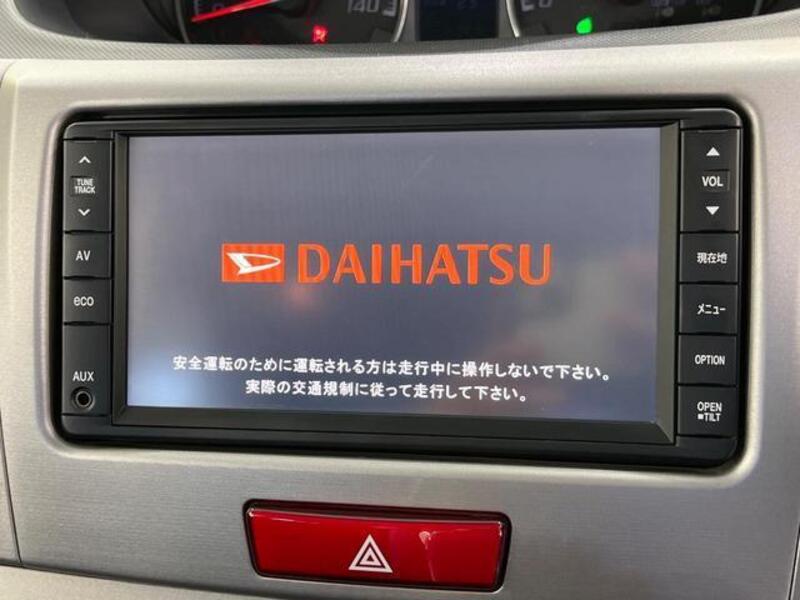 140
0
TUNE
TRACK
AV
eco
AUX
DAIHATSU
安全運転のために運転される方は走行中に操作しないで下さい。
実際の交通規制に従って走行して下さい。
VOL
現在地
メニュー
OPTION
OPEN
■TILT